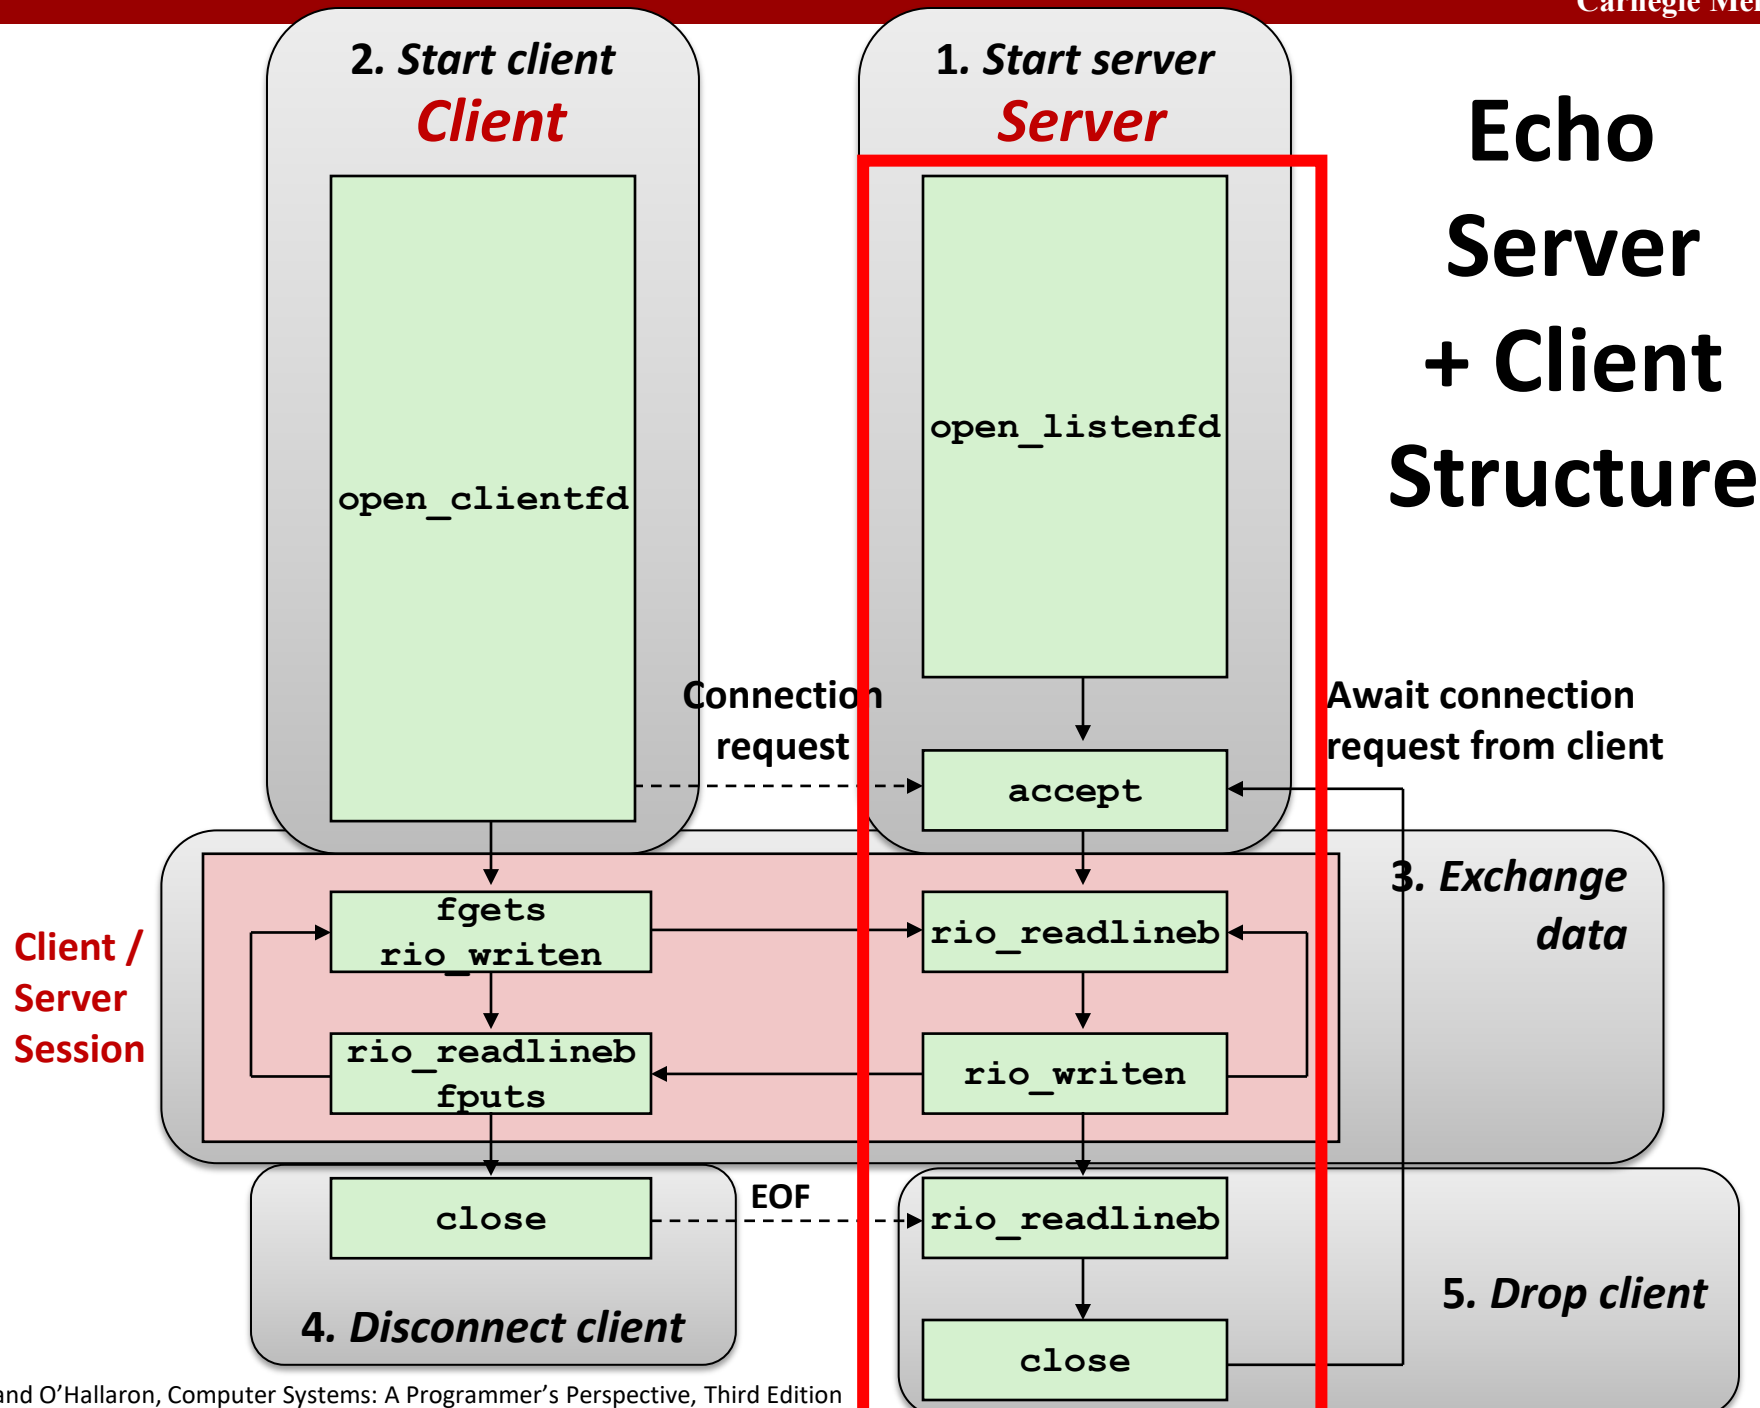 Carnegie
2. Start client
Client
1. Start server
Server
Echo
Server
+ Client
Structure
open_clientfd
open_listenfd
Connection
request
Await connection
request from client
accept
3. Exchange
data
Client /
Server
Session
fgets
rio_writen
rio_readlineb
rio_readlineb
fputs
rio_writen
close
EOF
rio_readlineb
4. Disconnect client
5. Drop client
close
and O'Hallaron, Computer Systems: A Programmer's Perspective, Third Edition